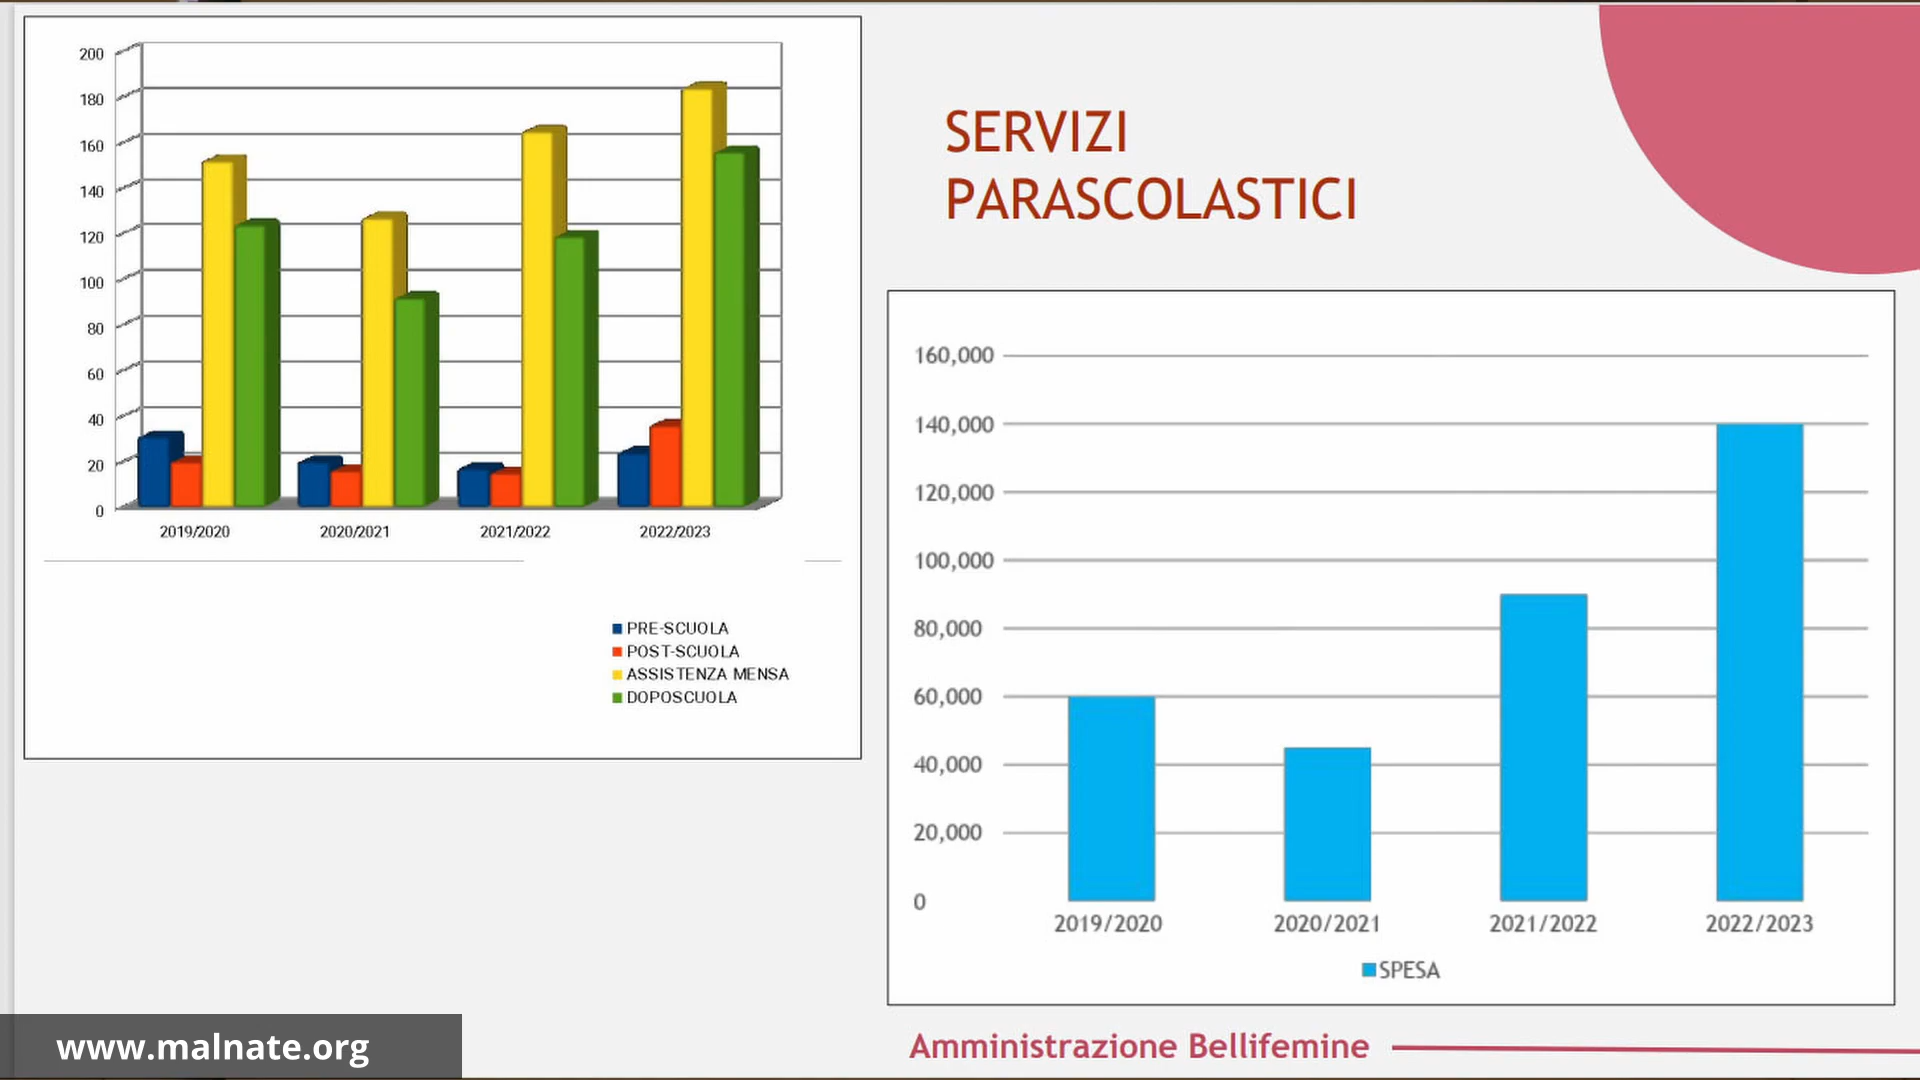 200
180
160
140
120
100
80
60
40
20
0
2019/2020 2020/2021 2021/2022 2022/2023
PRE-SCUOLA
POST-SCUOLA
ASSISTENZA MENSA
DOPOSCUOLA
SERVIZI
PARASCOLASTICI
160,000
140,000
120,000
100,000
80,000
60,000
40,000
20,000
0
2019/2020 2020/2021 2021/2022 2022/2023
SPESA
www.malnate.org
Amministrazione Bellifemine